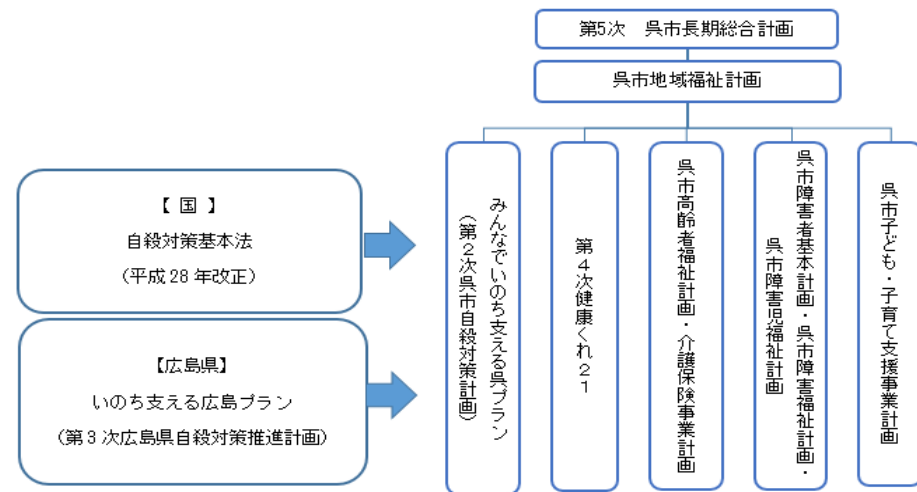 第5次　呉市長期総合計画
呉市地域福祉計画
【 国 】
自殺対策基本法
（平成28年改正）
【広島県】
いのち支える広島プラン
（第３次広島県自殺対策推進計画）
みんなでいのち支える呉プラン
（第２次呉市自殺対策計画）
第４次健康くれ２１
呉市高齢者福祉計画・介護保険事業計画
呉市障害者基本計画・呉市障害福祉計画・
呉市障害児福祉計画
呉市子ども・子育て支援事業計画